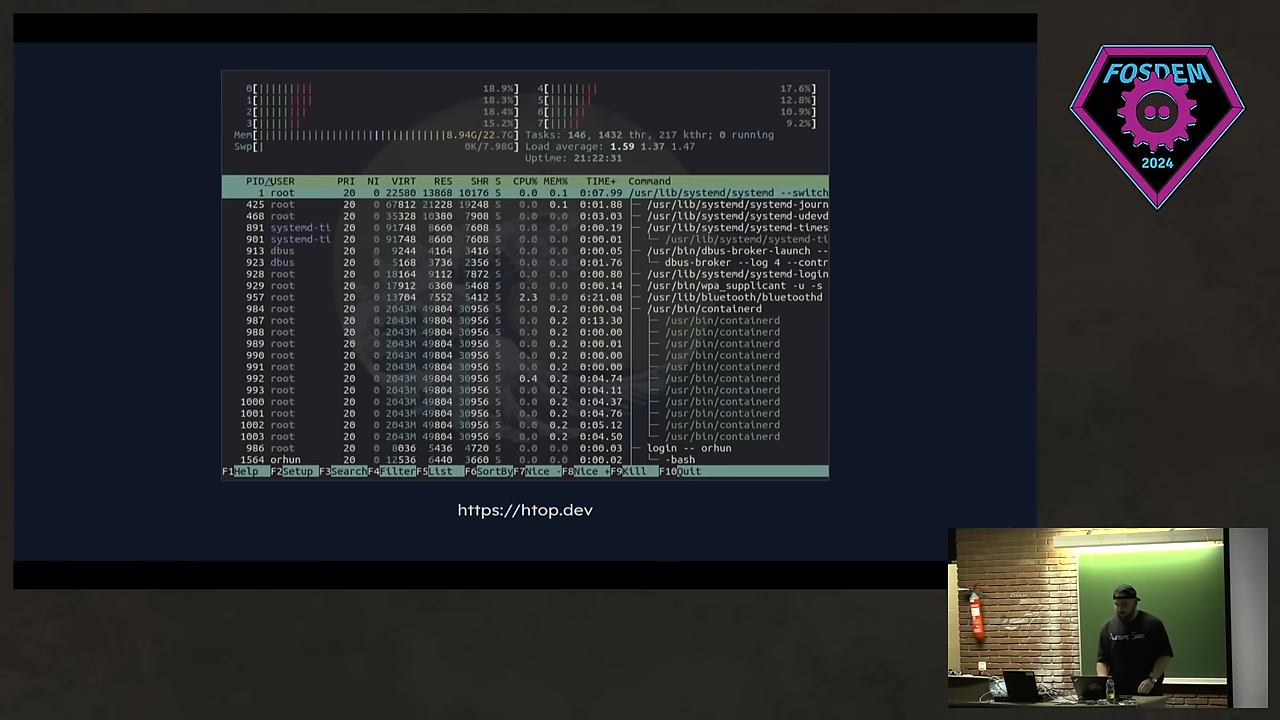 0[|||||||||| 18.9%]
1[|||||||||| 18.3%]
2[|||||||| 18.4%]
3[|||||||| 15.2%]
Mem[||||||||||||||||||||||||||||||||8.94G/22.7G]
Swp[| 0K/7.98G]
4[||||||||| 17.6%]
5[|||||||| 12.8%]
6[||||||| 10.9%]
7[|||||| 9.2%]
Tasks: 146, 1432 thr, 217 kthr; 0 running
Load average: 1.59 1.37 1.47
Uptime: 21:22:31
PID△USER PRI NI VIRT RES SHR S CPU% MEM% TIME+ Command
1 root 20 0 22580 13868 10176 S 0.0 0.1 0:07.99 /usr/lib/systemd/systemd --switch
425 root 20 0 67812 21228 19248 S 0.0 0.1 0:01.88 /usr/lib/systemd/systemd-journ
468 root 20 0 35328 10380 7908 S 0.0 0.0 0:03.03 /usr/lib/systemd/systemd-udevd
891 systemd-ti 20 0 91748 8660 7608 S 0.0 0.0 0:00.19 /usr/lib/systemd/systemd-times
901 systemd-ti 20 0 91748 8660 7608 S 0.0 0.0 0:00.01 /usr/lib/systemd/systemd-ti
913 dbus 20 0 9244 4164 3416 S 0.0 0.0 0:00.05 /usr/bin/dbus-broker-launch --
923 dbus 20 0 5168 3736 2356 S 0.0 0.0 0:01.76 dbus-broker --log 4 --contr
928 root 20 0 18164 9112 7872 S 0.0 0.0 0:00.80 /usr/lib/systemd/systemd-login
929 root 20 0 17912 6360 5468 S 0.0 0.0 0:00.14 /usr/bin/wpa_supplicant -u -s
957 root 20 0 13704 7552 5412 S 2.3 0.0 6:21.08 /usr/lib/bluetooth/bluetoothd
984 root 20 0 2043M 49804 30956 S 0.0 0.2 0:00.04 /usr/bin/containerd
987 root 20 0 2043M 49804 30956 S 0.0 0.2 0:13.30 /usr/bin/containerd
988 root 20 0 2043M 49804 30956 S 0.0 0.2 0:00.00 /usr/bin/containerd
989 root 20 0 2043M 49804 30956 S 0.0 0.2 0:00.01 /usr/bin/containerd
990 root 20 0 2043M 49804 30956 S 0.0 0.2 0:00.00 /usr/bin/containerd
991 root 20 0 2043M 49804 30956 S 0.0 0.2 0:00.00 /usr/bin/containerd
992 root 20 0 2043M 49804 30956 S 0.4 0.2 0:04.74 /usr/bin/containerd
993 root 20 0 2043M 49804 30956 S 0.0 0.2 0:04.11 /usr/bin/containerd
1000 root 20 0 2043M 49804 30956 S 0.0 0.2 0:04.37 /usr/bin/containerd
1001 root 20 0 2043M 49804 30956 S 0.0 0.2 0:04.76 /usr/bin/containerd
1002 root 20 0 2043M 49804 30956 S 0.0 0.2 0:05.12 /usr/bin/containerd
1003 root 20 0 2043M 49804 30956 S 0.0 0.2 0:04.50 /usr/bin/containerd
986 root 20 0 8036 5436 4720 S 0.0 0.0 0:00.03 login -- orhun
1564 orhun 20 0 12536 6440 3660 S 0.0 0.0 0:00.02 -bash
F1Help F2Setup F3SearchF4FilterF5List F6SortByF7Nice -F8Nice +F9Kill F10Quit
https://htop.dev
FOSDEM
2024